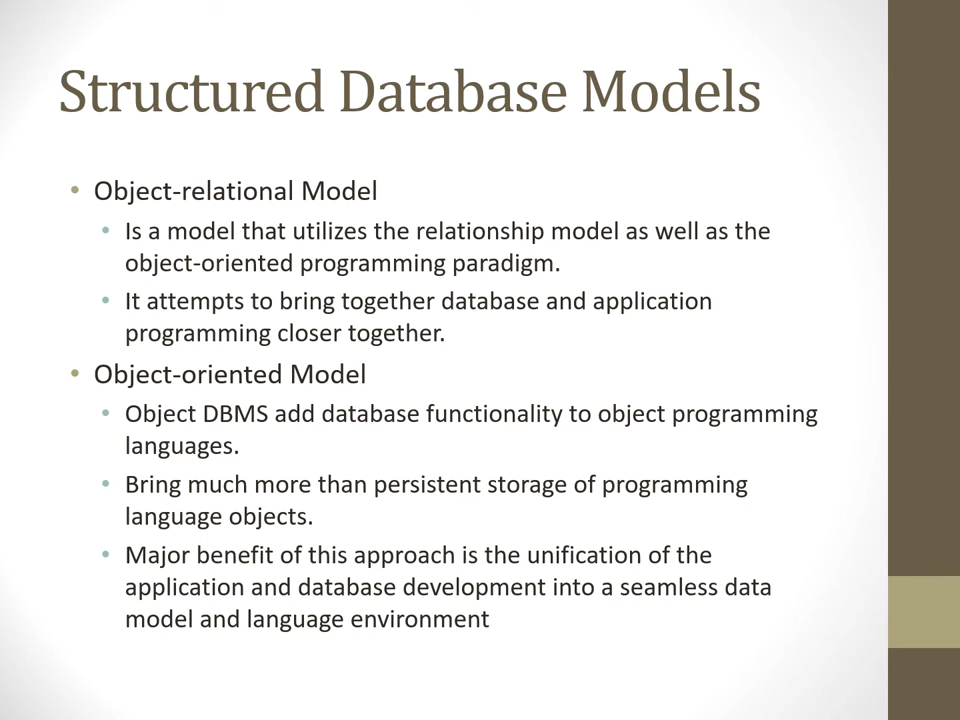 Structured Database Models
• Object-relational Model
• Is a model that utilizes the relationship model as well as the
object-oriented programming paradigm.
• It attempts to bring together database and application
programming closer together.
• Object-oriented Model
• Object DBMS add database functionality to object programming
languages.
• Bring much more than persistent storage of programming
language objects.
• Major benefit of this approach is the unification of the
application and database development into a seamless data
model and language environment